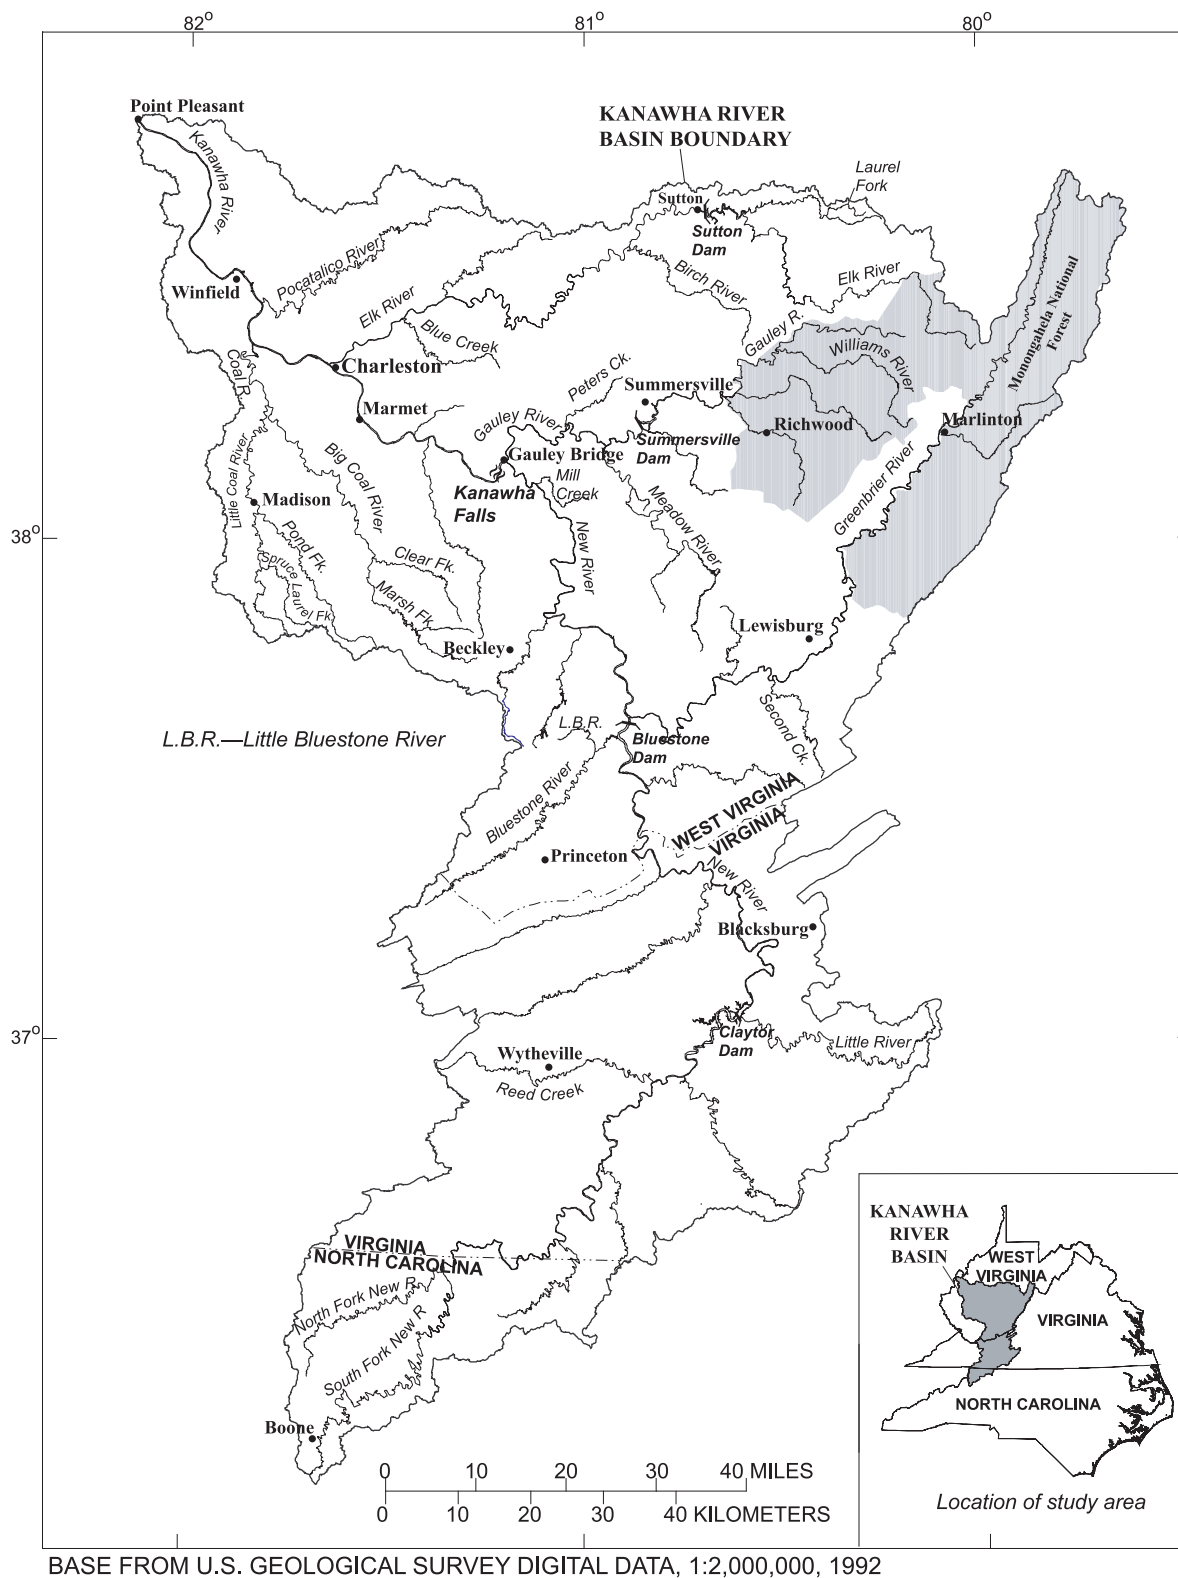 82°
81°
80°
Point Pleasant
Kanawha River
KANAWHA RIVER
BASIN BOUNDARY
Laurel
Fork
Sutton
Sutton
Dam
Pocatalico River
Winfield
Elk River
Birch River
Elk River
Monongahela National
Forest
Blue Creek
Gauley R.
Williams River
Coal R.
Charleston
Peters Ck.
Summersville
Marmet
Gauley River
Richwood
Marlinton
Summersville
Dam
Gauley Bridge
Big Coal River
Little Coal River
Mill
Creek
Kanawha
Falls
Madison
Meadow River
Greenbrier River
38°
Pond Fk.
New River
Clear Fk.
Spruce Laurel Fk.
Marsh Fk.
Lewisburg
Beckley
Second Ck.
L.B.R.
L.B.R.—Little Bluestone River
Bluestone
Dam
Bluestone River
WEST VIRGINIA
VIRGINIA
Princeton
New River
Blacksburg
37°
Claytor
Dam
Little River
Wytheville
Reed Creek
VIRGINIA
NORTH CAROLINA
North Fork New R
South Fork New R
Boone
KANAWHA
RIVER
BASIN
WEST
VIRGINIA
VIRGINIA
NORTH CAROLINA
Location of study area
0 10 20 30 40 MILES
0 10 20 30 40 KILOMETERS
BASE FROM U.S. GEOLOGICAL SURVEY DIGITAL DATA, 1:2,000,000, 1992